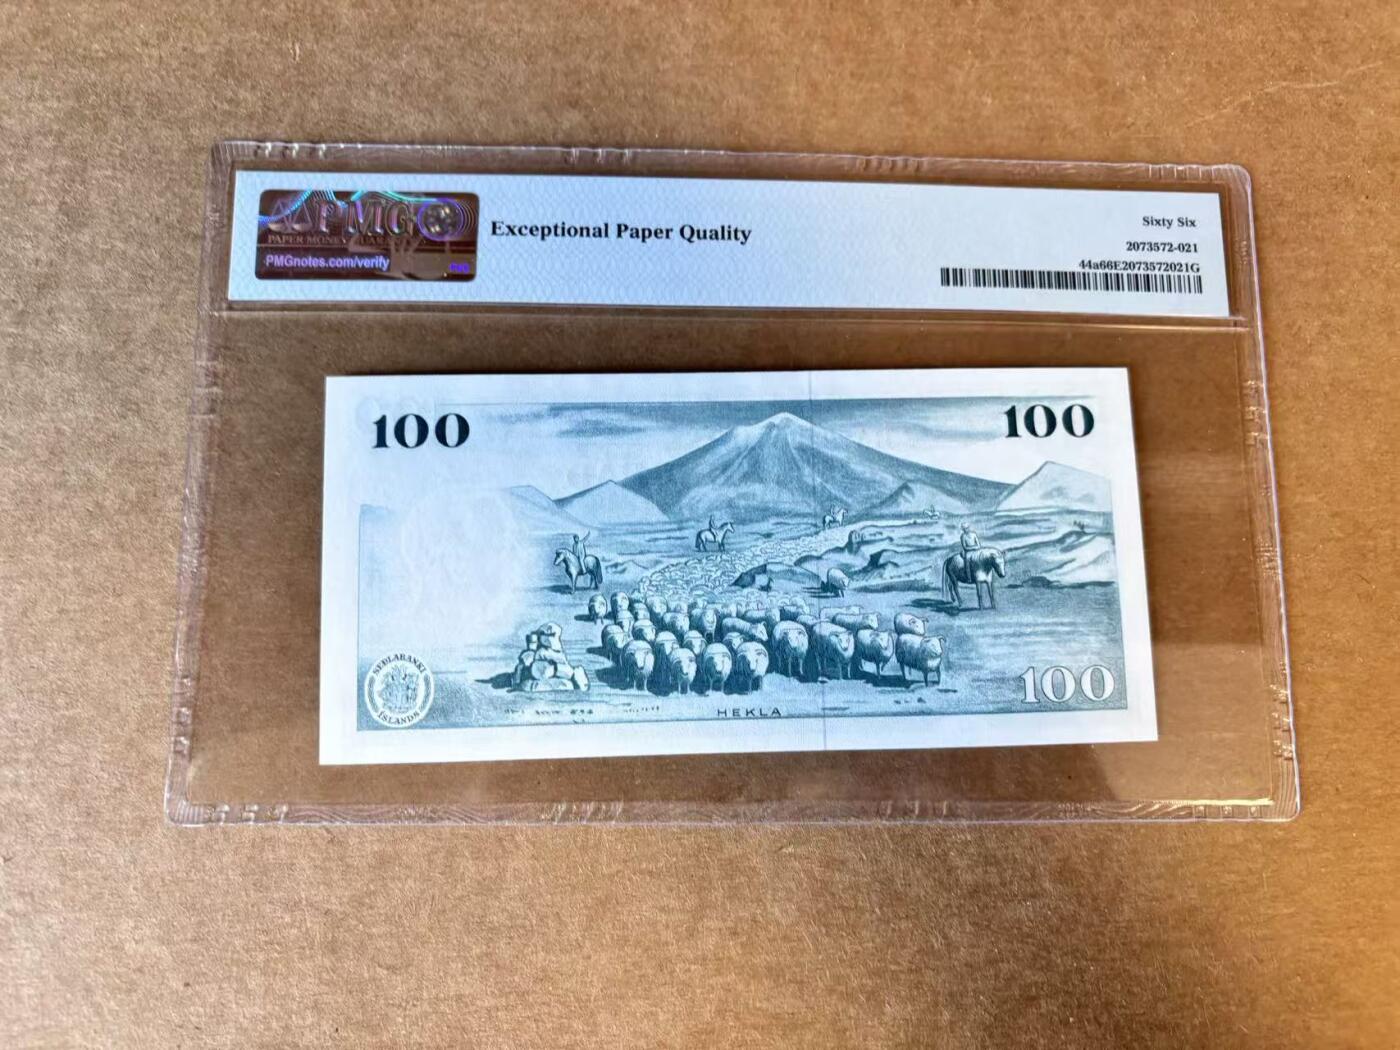 PMG
PAPER MONEY GUARANTY
PMGnotes.com/verify
PMG
Exceptional Paper Quality
Sixty Six
2073572-021
44a66E2073572021G
100
100
SEÐLABANKI
ÍSLANDS
HEKLA
100